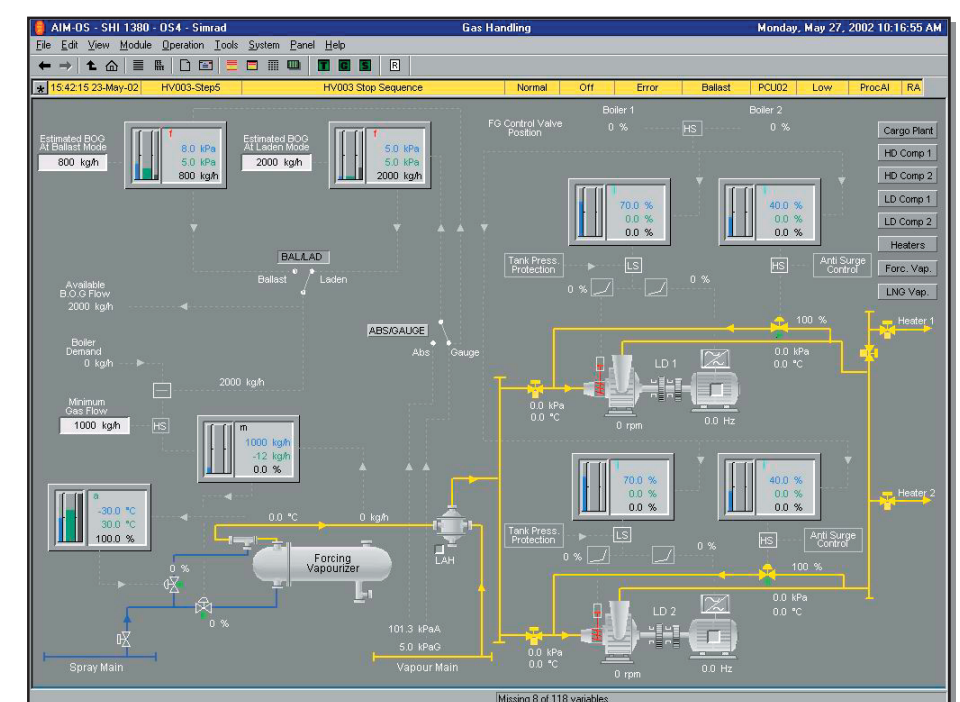 AIM-OS - SHI 1380 - OS4 - Simrad Gas Handling Monday, May 27, 2002 10:16:55 AM
File Edit View Module Operation Tools System Panel Help
T G S R
* 15:42:15 23-May-02 HV003-Step5 HV003 Stop Sequence Normal Off Error Ballast PCU02 Low ProcAl RA
Estimated BOG
At Ballast Mode
800 kg/h
f
8.0 kPa
5.0 kPa
800 kg/h
Estimated BOG
At Laden Mode
2000 kg/h
f
5.0 kPa
5.0 kPa
2000 kg/h
FG Control Valve
Position
Boiler 1
0 %
HS
Boiler 2
0 %
Cargo Plant
HD Comp 1
HD Comp 2
LD Comp 1
LD Comp 2
Heaters
Forc. Vap.
LNG Vap.
70.0 %
0.0 %
0.0 %
40.0 %
0.0 %
0.0 %
BAL/LAD
Ballast Laden
Tank Press.
Protection
LS
HS
Anti Surge
Control
0 %
0 %
Available
B.O.G Flow
2000 kg/h
ABS/GAUGE
Abs Gauge
100 %
Heater 1
0.0 kPa
0.0 °C
Boiler
Demand
0 kg/h
2000 kg/h
LD 1
0.0 kPa
0.0 °C
0 rpm
0.0 Hz
Minimum
Gas Flow
1000 kg/h
HS
m
1000 kg/h
-12 kg/h
0.0 %
70.0 %
0.0 %
0.0 %
40.0 %
0.0 %
0.0 %
Heater 2
a
-30.0 °C
30.0 °C
100.0 %
0.0 °C
0 kg/h
Tank Press.
Protection
LS
HS
Anti Surge
Control
0 %
0 %
LAH
Forcing
Vapourizer
0 %
0 %
100 %
0.0 kPa
0.0 °C
LD 2
0.0 kPa
0.0 °C
0 rpm
0.0 Hz
101.3 kPaA
5.0 kPaG
Spray Main
Vapour Main
Missing 8 of 118 variables